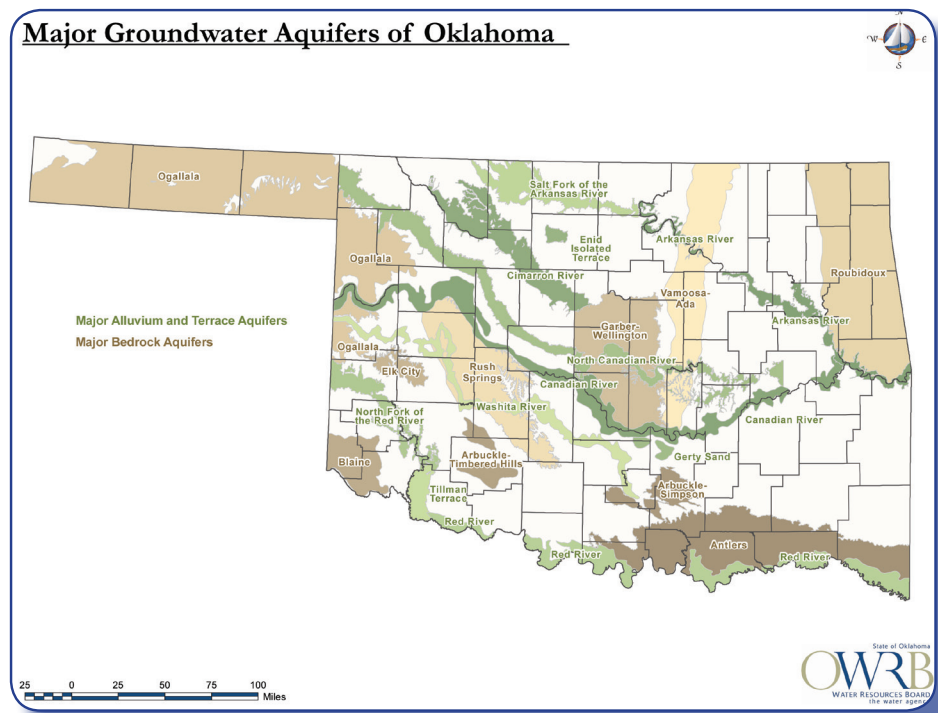 Major Groundwater Aquifers of Oklahoma
N
W
E
S
Ogallala
Salt Fork of the
Arkansas River
Enid
Isolated
Terrace
Arkansas River
Ogallala
Cimarron River
Roubidoux
Vamoosa-
Ada
Major Alluvium and Terrace Aquifers
Major Bedrock Aquifers
Arkansas River
Garber-
Wellington
Ogallala
North Canadian River
Elk City
Rush
Springs
Canadian River
Washita River
North Fork of
the Red River
Canadian River
Gerty Sand
Blaine
Arbuckle-
Timbered Hills
Arbuckle-
Simpson
Tillman
Terrace
Red River
Antlers
Red River
Red River
State of Oklahoma
OWRB
WATER RESOURCES BOARD
the water agency
25 0 25 50 75 100
Miles